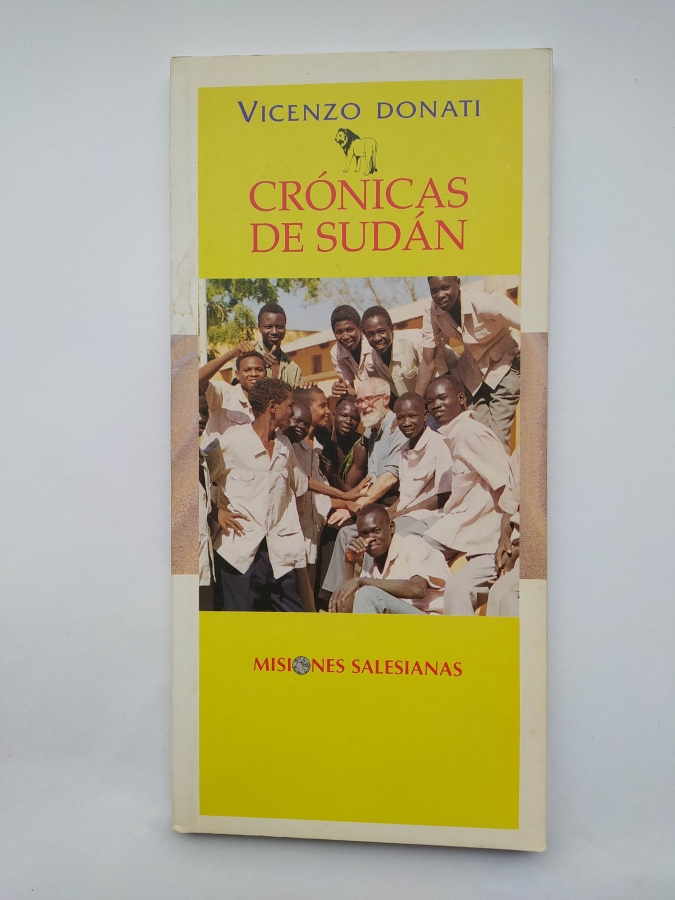 VICENZO DONATI
CRÓNICAS
DE SUDÁN
MISIONES SALESIANAS